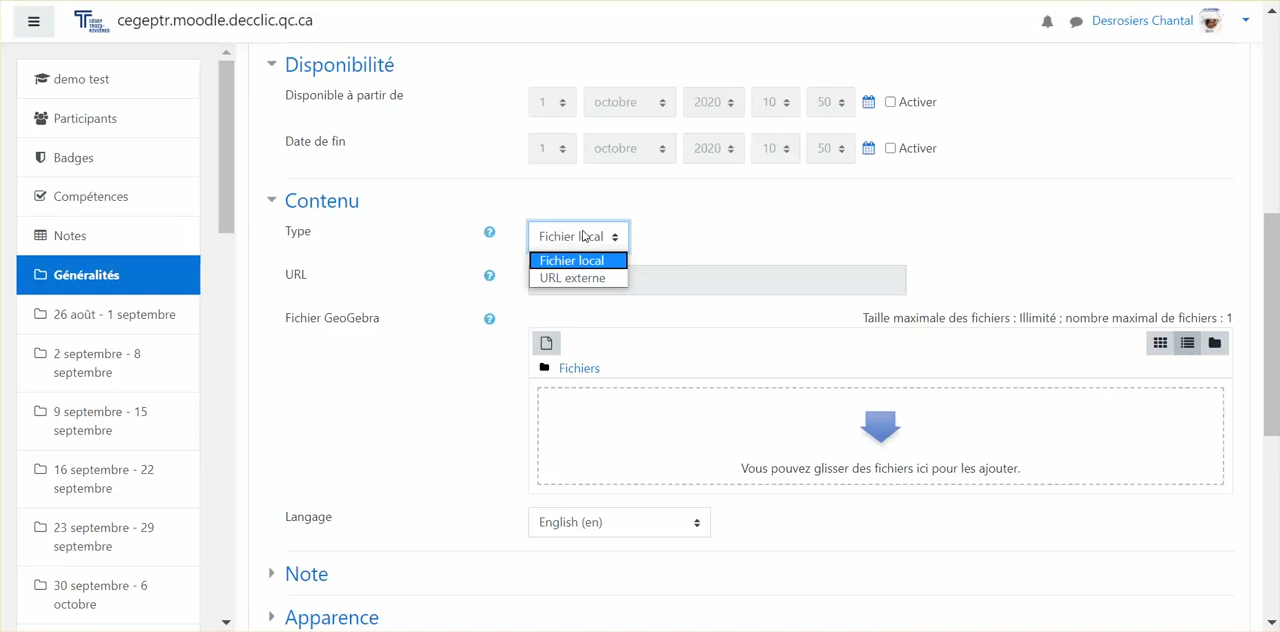 CÉGEP
TROIS-
RIVIÈRES
cegeptr.moodle.decclic.qc.ca
Desrosiers Chantal
demo test
Participants
Badges
Compétences
Notes
Généralités
26 août - 1 septembre
2 septembre - 8
septembre
9 septembre - 15
septembre
16 septembre - 22
septembre
23 septembre - 29
septembre
30 septembre - 6
octobre
Disponibilité
Disponible à partir de
1 octobre 2020 10 50 Activer
Date de fin
1 octobre 2020 10 50 Activer
Contenu
Type
Fichier local
Fichier local
URL externe
URL
Fichier GeoGebra
Taille maximale des fichiers : Illimité ; nombre maximal de fichiers : 1
Fichiers
Vous pouvez glisser des fichiers ici pour les ajouter.
Langage
English (en)
Note
Apparence